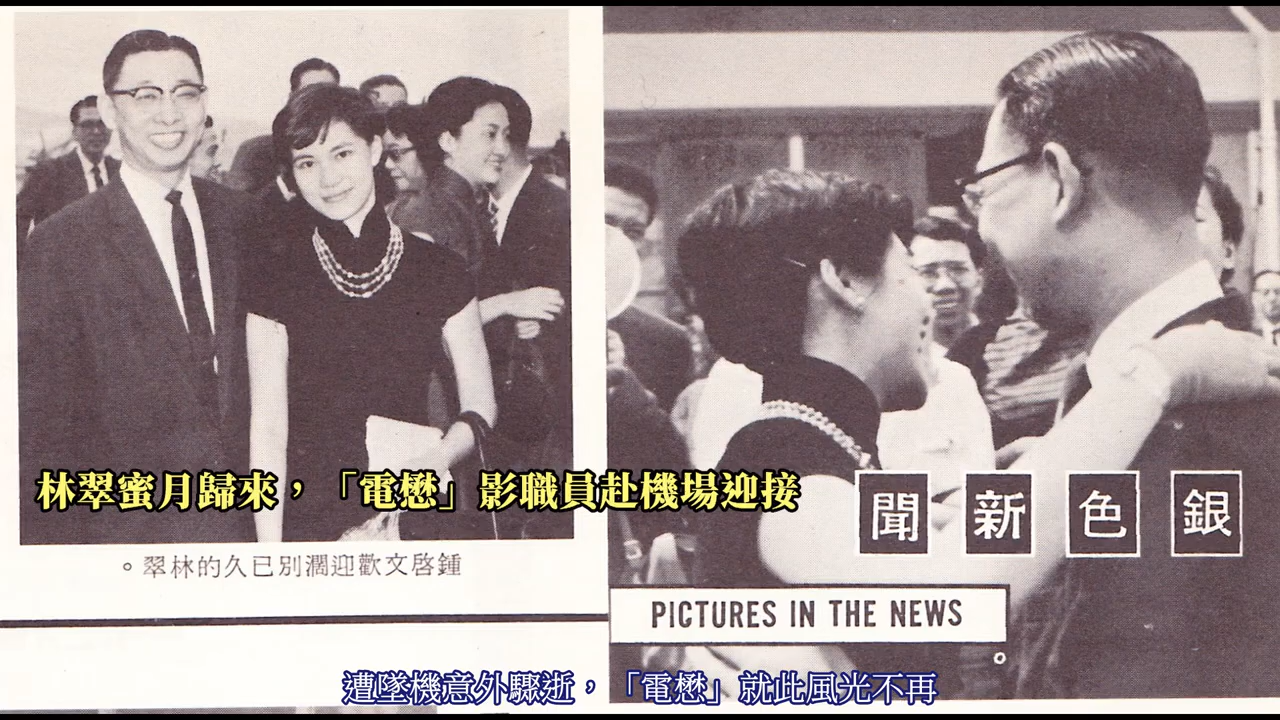 林翠蜜月歸來，「電懋」影職員赴機場迎接
銀色新聞
鍾啓文歡迎濶別已久的林翠。
PICTURES IN THE NEWS
遭墜機意外驟逝，「電懋」就此風光不再